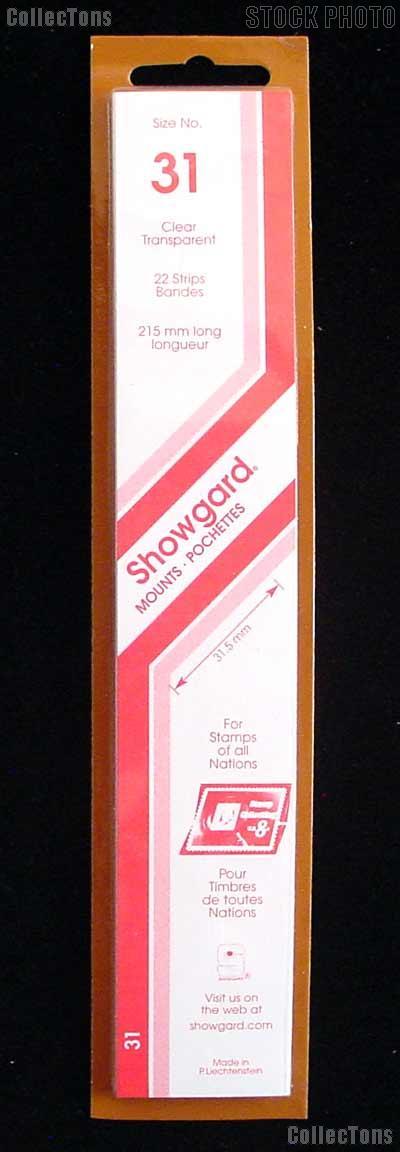 CollecTons
STOCK PHOTO
Size No.
31
Clear
Transparent
22 Strips
Bandes
215 mm long
longueur
Showgard®
MOUNTS · POCHETTES
31.5 mm
For
Stamps
of all
Nations
Pour
Timbres
de toutes
Nations
®
Visit us on
the web at
showgard.com
Made in
P.Liechtenstein
31
CollecTons